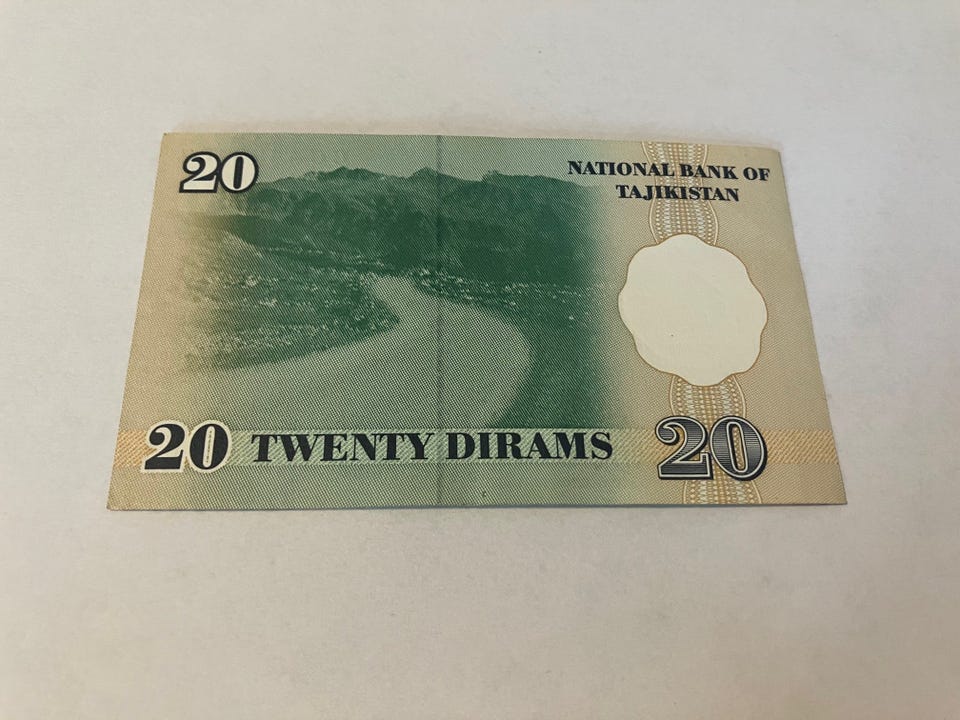 20
NATIONAL BANK OF
TAJIKISTAN
20 TWENTY DIRAMS 20